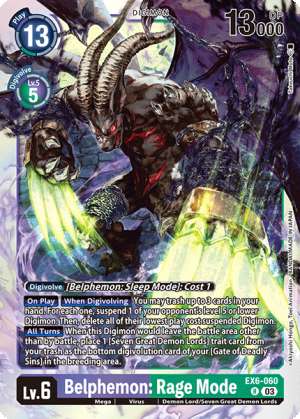 Play
13
DIGIMON
DP
13000
Lv.5
5
Digivolve [Belphemon: Sleep Mode]: Cost 1
On Play When Digivolving You may trash up to 3 cards in your
hand. For each one, suspend 1 of your opponent's level 5 or lower
Digimon. Then, delete all of their lowest play cost suspended Digimon.
All Turns When this Digimon would leave the battle area other
than by battle, place 1 [Seven Great Demon Lords] trait card from
your trash as the bottom digivolution card of your [Gate of Deadly
Sins] in the breeding area.
EX6-060
Lv.6
Belphemon: Rage Mode
R 03
Mega
Virus
Demon Lord/Seven Great Demon Lords